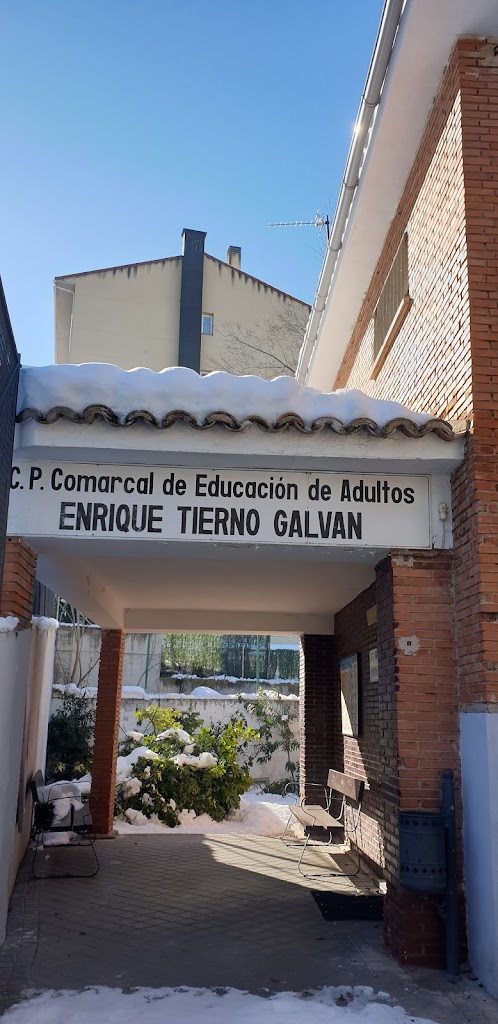 C. P. Comarcal de Educación de Adultos
ENRIQUE TIERNO GALVAN